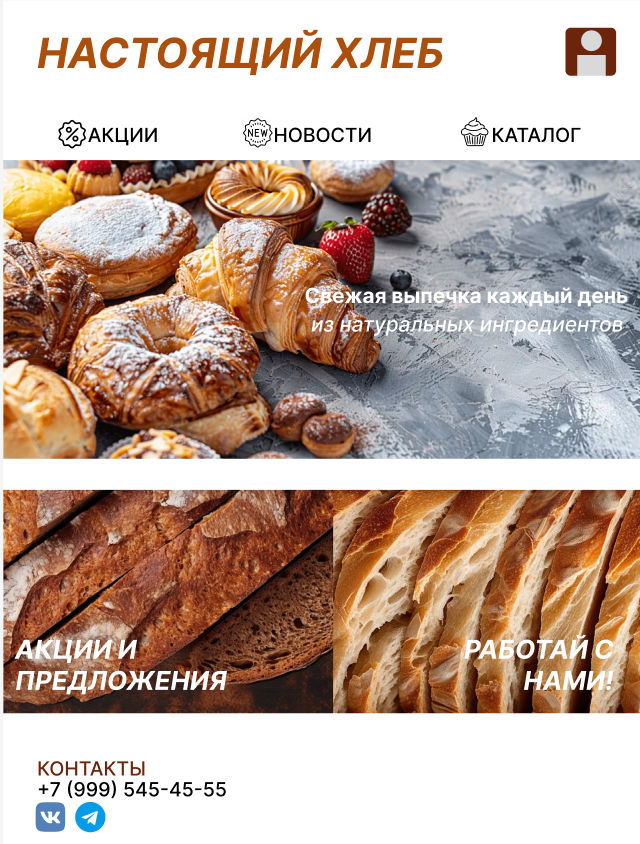 НАСТОЯЩИЙ ХЛЕБ
АКЦИИ
NEW НОВОСТИ
КАТАЛОГ
Свежая выпечка каждый день
из натуральных ингредиентов
АКЦИИ И
ПРЕДЛОЖЕНИЯ
РАБОТАЙ С
НАМИ!
КОНТАКТЫ
+7 (999) 545-45-55